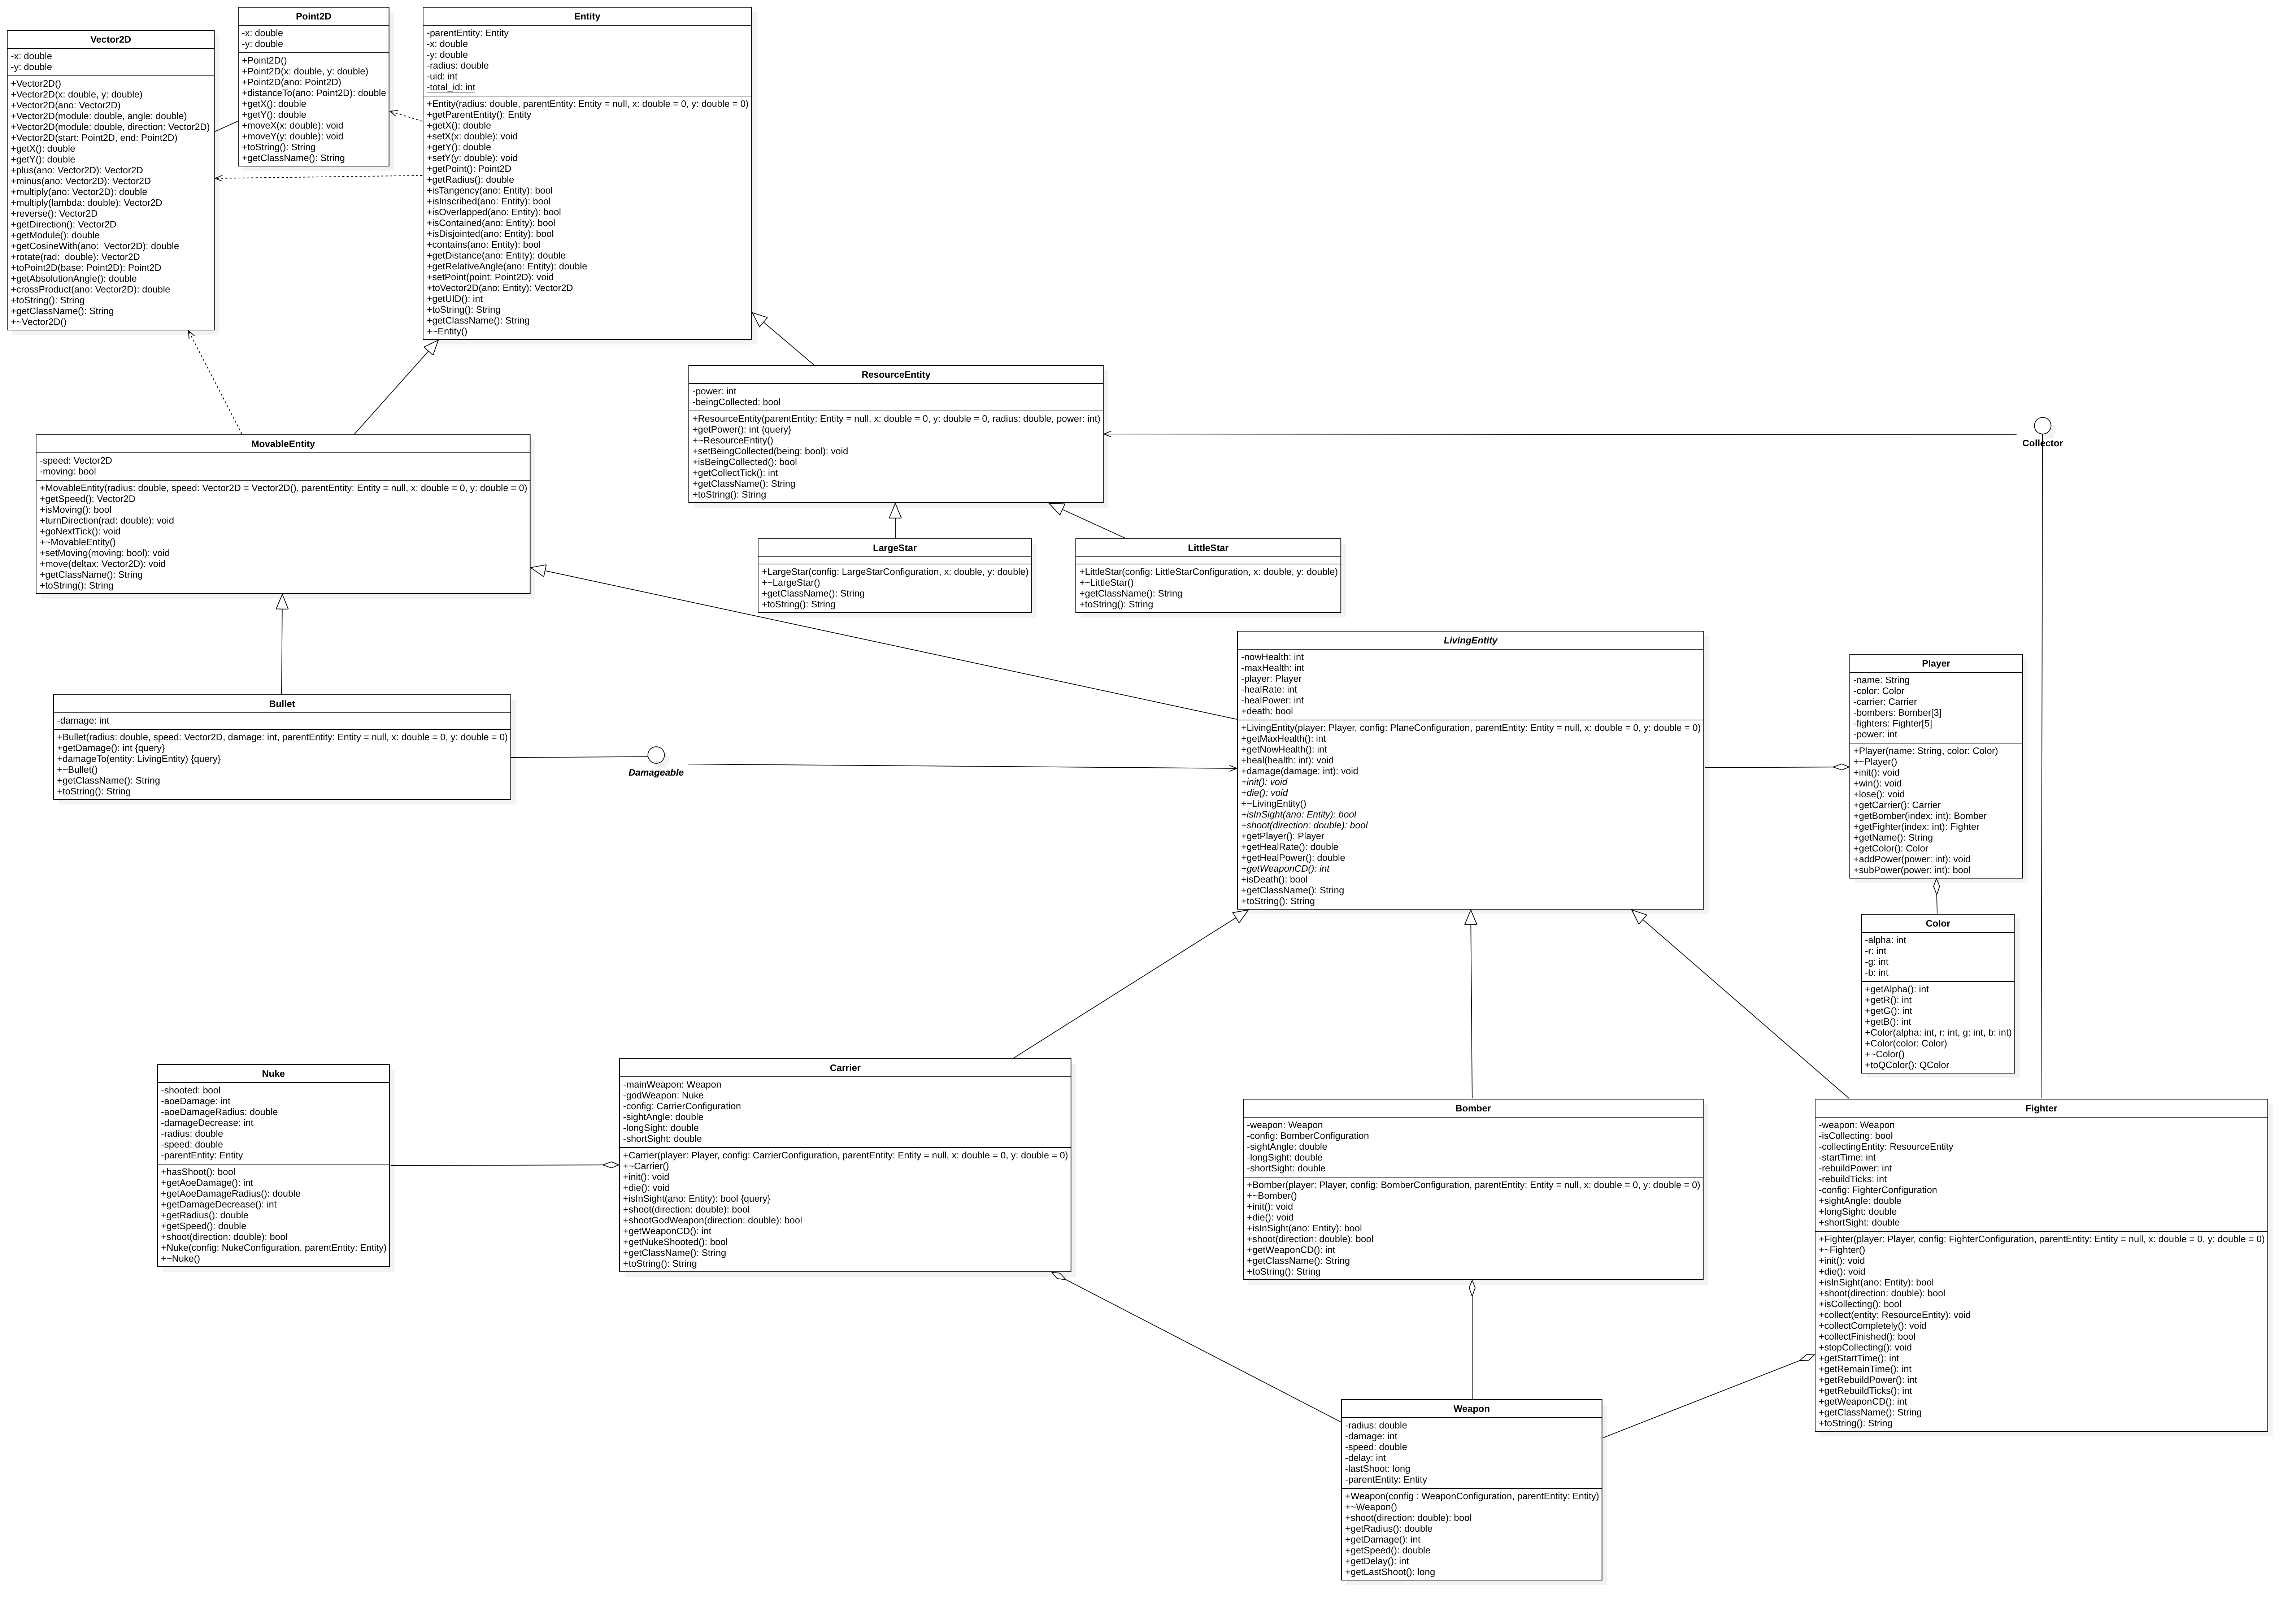 Vector2D
-x: double
-y: double
+Vector2D()
+Vector2D(x: double, y: double)
+Vector2D(ano: Vector2D)
+Vector2D(module: double, angle: double)
+Vector2D(module: double, direction: Vector2D)
+Vector2D(start: Point2D, end: Point2D)
+getX(): double
+getY(): double
+plus(ano: Vector2D): Vector2D
+minus(ano: Vector2D): Vector2D
+multiply(ano: Vector2D): double
+multiply(lambda: double): Vector2D
+reverse(): Vector2D
+getDirection(): Vector2D
+getModule(): double
+getCosineWith(ano:  Vector2D): double
+rotate(rad:  double): Vector2D
+toPoint2D(base: Point2D): Point2D
+getAbsolutionAngle(): double
+crossProduct(ano: Vector2D): double
+toString(): String
+getClassName(): String
+~Vector2D()
Point2D
-x: double
-y: double
+Point2D()
+Point2D(x: double, y: double)
+Point2D(ano: Point2D)
+distanceTo(ano: Point2D): double
+getX(): double
+getY(): double
+moveX(x: double): void
+moveY(y: double): void
+toString(): String
+getClassName(): String
Entity
-parentEntity: Entity
-x: double
-y: double
-radius: double
-uid: int
-total_id: int
+Entity(radius: double, parentEntity: Entity = null, x: double = 0, y: double = 0)
+getParentEntity(): Entity
+getX(): double
+setX(x: double): void
+getY(): double
+setY(y: double): void
+getPoint(): Point2D
+getRadius(): double
+isTangency(ano: Entity): bool
+isInscribed(ano: Entity): bool
+isOverlapped(ano: Entity): bool
+isContained(ano: Entity): bool
+isDisjointed(ano: Entity): bool
+contains(ano: Entity): bool
+getDistance(ano: Entity): double
+getRelativeAngle(ano: Entity): double
+setPoint(point: Point2D): void
+toVector2D(ano: Entity): Vector2D
+getUID(): int
+toString(): String
+getClassName(): String
+~Entity()
ResourceEntity
-power: int
-beingCollected: bool
+ResourceEntity(parentEntity: Entity = null, x: double = 0, y: double = 0, radius: double, power: int)
+getPower(): int {query}
+~ResourceEntity()
+setBeingCollected(being: bool): void
+isBeingCollected(): bool
+getCollectTick(): int
+getClassName(): String
+toString(): String
Collector
MovableEntity
-speed: Vector2D
-moving: bool
+MovableEntity(radius: double, speed: Vector2D = Vector2D(), parentEntity: Entity = null, x: double = 0, y: double = 0)
+getSpeed(): Vector2D
+isMoving(): bool
+turnDirection(rad: double): void
+goNextTick(): void
+~MovableEntity()
+setMoving(moving: bool): void
+move(deltax: Vector2D): void
+getClassName(): String
+toString(): String
LargeStar
+LargeStar(config: LargeStarConfiguration, x: double, y: double)
+~LargeStar()
+getClassName(): String
+toString(): String
LittleStar
+LittleStar(config: LittleStarConfiguration, x: double, y: double)
+~LittleStar()
+getClassName(): String
+toString(): String
LivingEntity
-nowHealth: int
-maxHealth: int
-player: Player
-healRate: int
-healPower: int
+death: bool
+LivingEntity(player: Player, config: PlaneConfiguration, parentEntity: Entity = null, x: double = 0, y: double = 0)
+getMaxHealth(): int
+getNowHealth(): int
+heal(health: int): void
+damage(damage: int): void
+init(): void
+die(): void
+~LivingEntity()
+isInSight(ano: Entity): bool
+shoot(direction: double): bool
+getPlayer(): Player
+getHealRate(): double
+getHealPower(): double
+getWeaponCD(): int
+isDeath(): bool
+getClassName(): String
+toString(): String
Player
-name: String
-color: Color
-carrier: Carrier
-bombers: Bomber[3]
-fighters: Fighter[5]
-power: int
+Player(name: String, color: Color)
+~Player()
+init(): void
+win(): void
+lose(): void
+getCarrier(): Carrier
+getBomber(index: int): Bomber
+getFighter(index: int): Fighter
+getName(): String
+getColor(): Color
+addPower(power: int): void
+subPower(power: int): bool
Bullet
-damage: int
+Bullet(radius: double, speed: Vector2D, damage: int, parentEntity: Entity = null, x: double = 0, y: double = 0)
+getDamage(): int {query}
+damageTo(entity: LivingEntity) {query}
+~Bullet()
+getClassName(): String
+toString(): String
Damageable
Color
-alpha: int
-r: int
-g: int
-b: int
+getAlpha(): int
+getR(): int
+getG(): int
+getB(): int
+Color(alpha: int, r: int, g: int, b: int)
+Color(color: Color)
+~Color()
+toQColor(): QColor
Nuke
-shooted: bool
-aoeDamage: int
-aoeDamageRadius: double
-damageDecrease: int
-radius: double
-speed: double
-parentEntity: Entity
+hasShoot(): bool
+getAoeDamage(): int
+getAoeDamageRadius(): double
+getDamageDecrease(): int
+getRadius(): double
+getSpeed(): double
+shoot(direction: double): bool
+Nuke(config: NukeConfiguration, parentEntity: Entity)
+~Nuke()
Carrier
-mainWeapon: Weapon
-godWeapon: Nuke
-config: CarrierConfiguration
-sightAngle: double
-longSight: double
-shortSight: double
+Carrier(player: Player, config: CarrierConfiguration, parentEntity: Entity = null, x: double = 0, y: double = 0)
+~Carrier()
+init(): void
+die(): void
+isInSight(ano: Entity): bool {query}
+shoot(direction: double): bool
+shootGodWeapon(direction: double): bool
+getWeaponCD(): int
+getNukeShooted(): bool
+getClassName(): String
+toString(): String
Bomber
-weapon: Weapon
-config: BomberConfiguration
-sightAngle: double
-longSight: double
-shortSight: double
+Bomber(player: Player, config: BomberConfiguration, parentEntity: Entity = null, x: double = 0, y: double = 0)
+~Bomber()
+init(): void
+die(): void
+isInSight(ano: Entity): bool
+shoot(direction: double): bool
+getWeaponCD(): int
+getClassName(): String
+toString(): String
Fighter
-weapon: Weapon
-isCollecting: bool
-collectingEntity: ResourceEntity
-startTime: int
-rebuildPower: int
-rebuildTicks: int
-config: FighterConfiguration
+sightAngle: double
+longSight: double
+shortSight: double
+Fighter(player: Player, config: FighterConfiguration, parentEntity: Entity = null, x: double = 0, y: double = 0)
+~Fighter()
+init(): void
+die(): void
+isInSight(ano: Entity): bool
+shoot(direction: double): bool
+isCollecting(): bool
+collect(entity: ResourceEntity): void
+collectCompletely(): void
+collectFinished(): bool
+stopCollecting(): void
+getStartTime(): int
+getRemainTime(): int
+getRebuildPower(): int
+getRebuildTicks(): int
+getWeaponCD(): int
+getClassName(): String
+toString(): String
Weapon
-radius: double
-damage: int
-speed: double
-delay: int
-lastShoot: long
-parentEntity: Entity
+Weapon(config : WeaponConfiguration, parentEntity: Entity)
+~Weapon()
+shoot(direction: double): bool
+getRadius(): double
+getDamage(): int
+getSpeed(): double
+getDelay(): int
+getLastShoot(): long